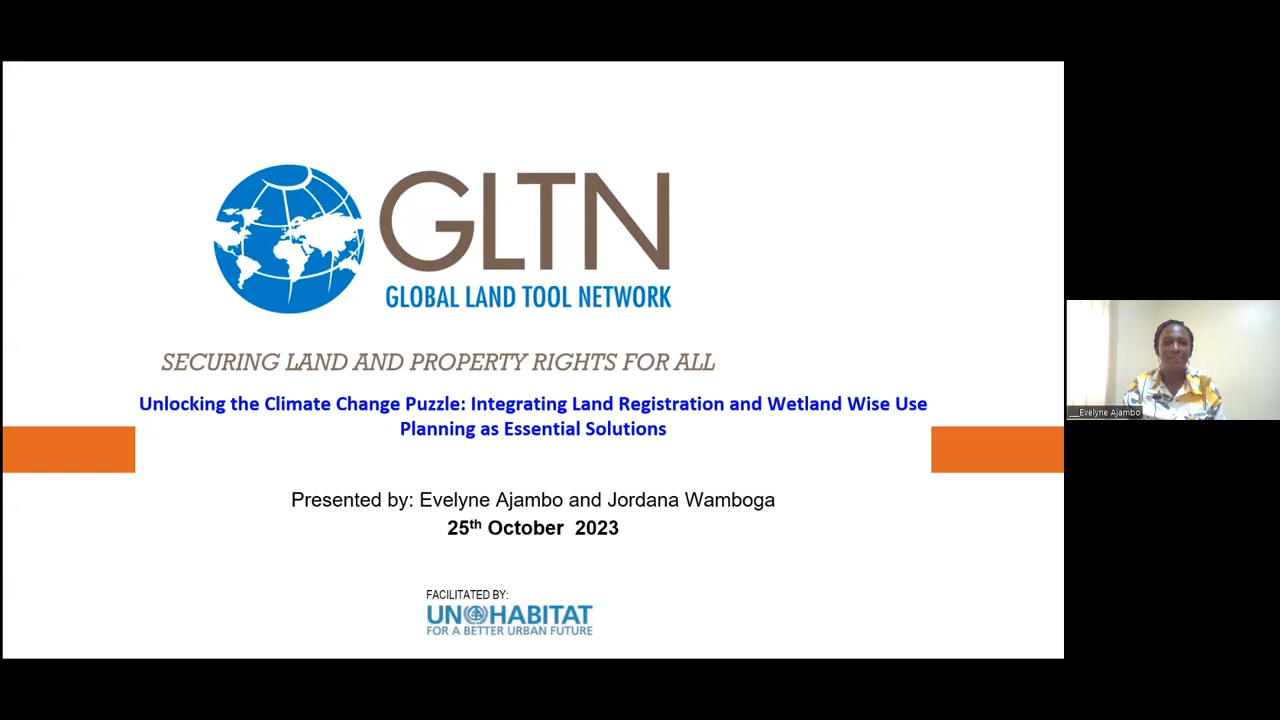 GLTN
GLOBAL LAND TOOL NETWORK
SECURING LAND AND PROPERTY RIGHTS FOR ALL
Unlocking the Climate Change Puzzle: Integrating Land Registration and Wetland Wise Use
Planning as Essential Solutions
Presented by: Evelyne Ajambo and Jordana Wamboga
25th October 2023
FACILITATED BY:
UN HABITAT
FOR A BETTER URBAN FUTURE
__Evelyne Ajambo